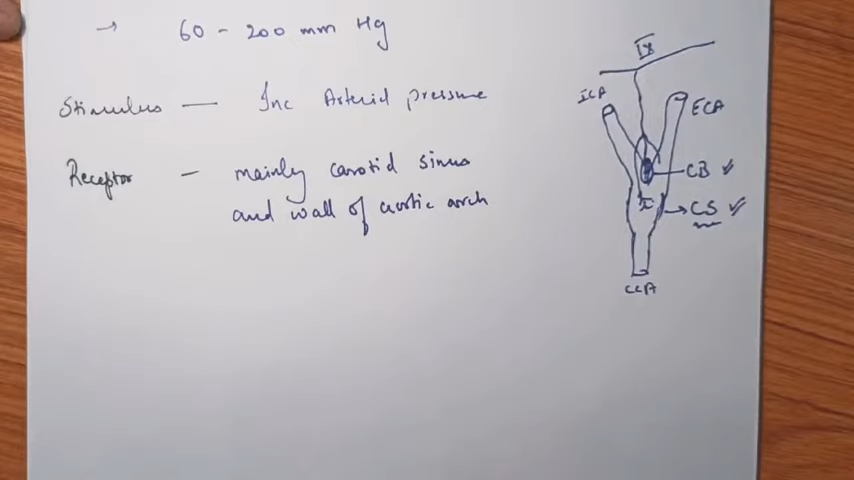 → 60 - 200 mm Hg
Stimulus — Inc Arterial pressure
Receptor — mainly carotid sinus
and wall of aortic arch
IX
ICA
ECA
CB ✓
→ CS ✓
CCA